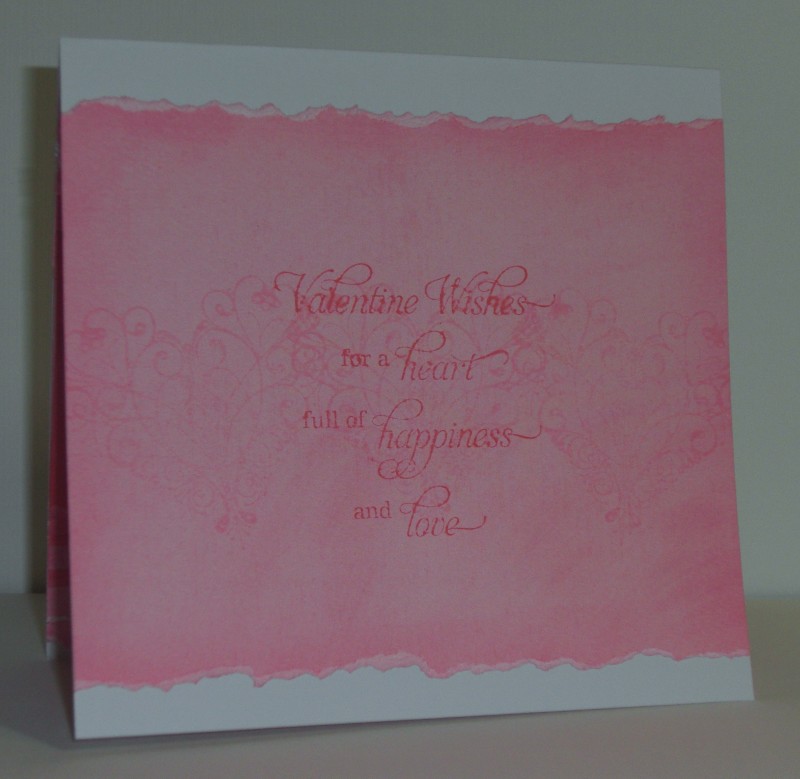 Valentine Wishes
for a heart
full of happiness
and love